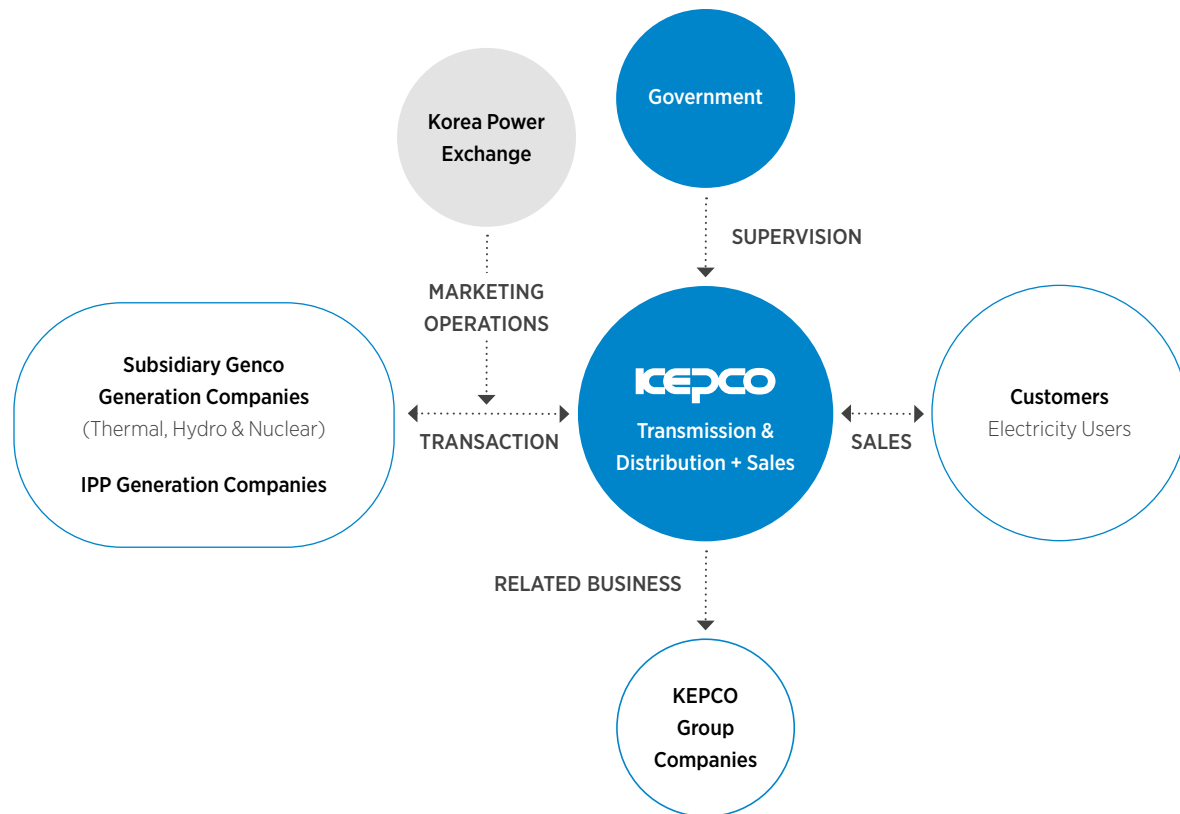 Government
Korea Power
Exchange
SUPERVISION
MARKETING
OPERATIONS
Subsidiary Genco
Generation Companies
(Thermal, Hydro & Nuclear)
IPP Generation Companies
TRANSACTION
KEPCO
Transmission &
Distribution + Sales
SALES
Customers
Electricity Users
RELATED BUSINESS
KEPCO
Group
Companies